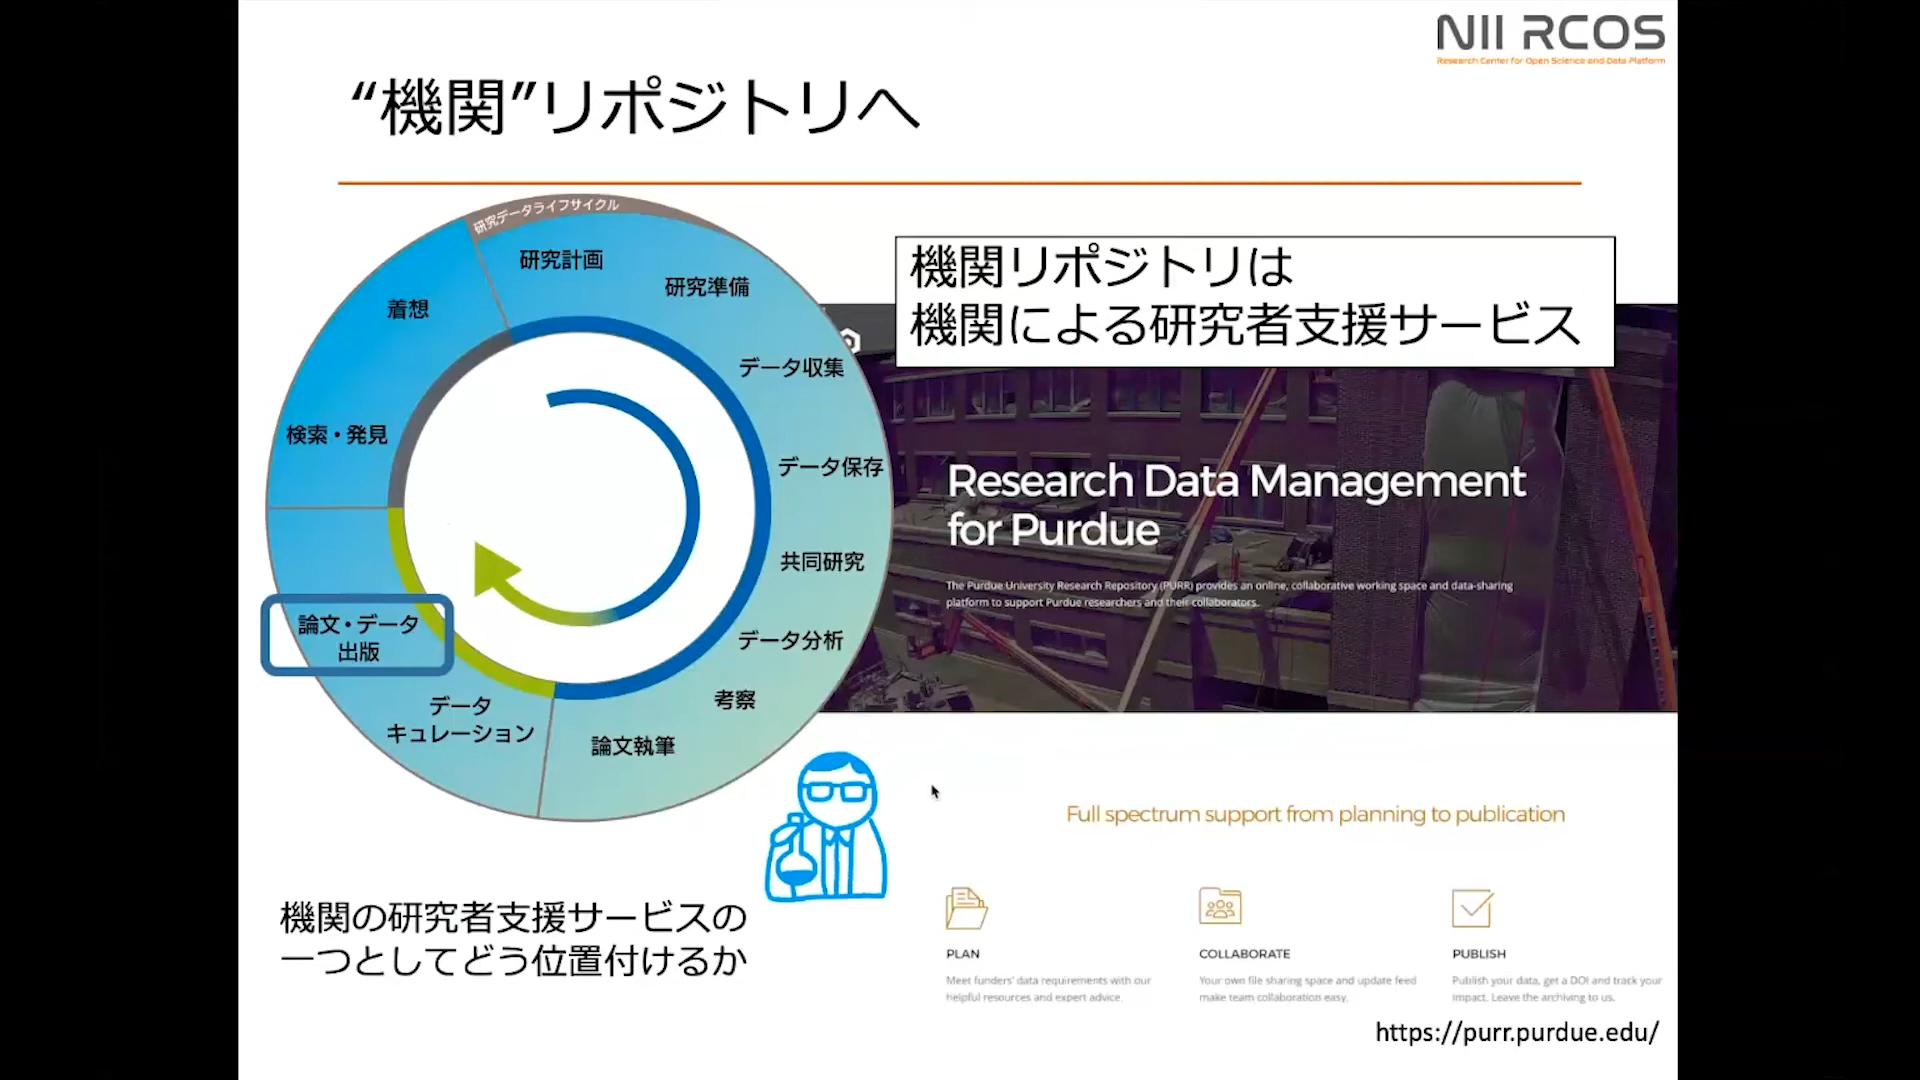 NII RCOS
Research Center for Open Science and Data Platform
“機関”リポジトリへ
研究データライフサイクル
研究計画
研究準備
着想
データ収集
検索・発見
データ保存
共同研究
論文・データ
出版
データ分析
考察
データ
キュレーション
論文執筆
機関リポジトリは
機関による研究者支援サービス
Research Data Management
for Purdue
The Purdue University Research Repository (PURR) provides an online, collaborative working space and data-sharing
platform to support Purdue researchers and their collaborators.
Full spectrum support from planning to publication
PLAN
Meet funders' data requirements with our
helpful resources and expert advice.
COLLABORATE
Your own file sharing space and update feed
make team collaboration easy.
PUBLISH
Publish your data, get a DOI and track your
impact. Leave the archiving to us.
機関の研究者支援サービスの
一つとしてどう位置付けるか
https://purr.purdue.edu/